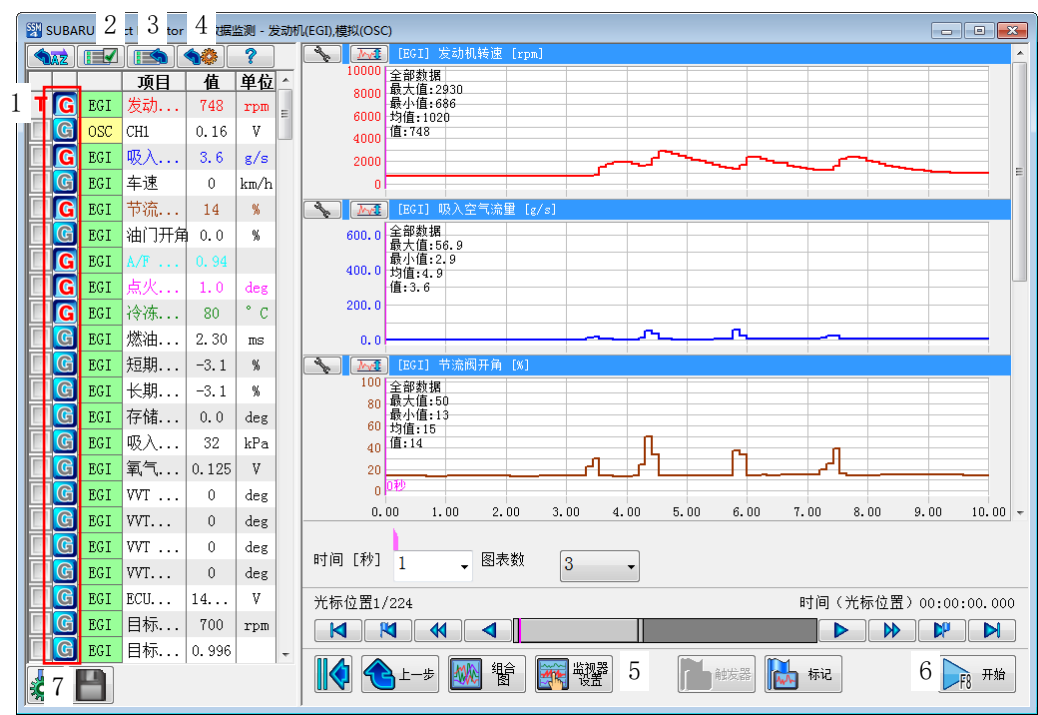 SUBARU 2 ct 3 tor 4 数据监测 - 发动机(EGI),模拟(OSC)
AZ ?
项目 值 单位
1 T G EGI 发动... 748 rpm
G OSC CH1 0.16 V
G EGI 吸入... 3.6 g/s
G EGI 车速 0 km/h
G EGI 节流... 14 %
G EGI 油门开角 0.0 %
G EGI A/F ... 0.94
G EGI 点火... 1.0 deg
G EGI 冷冻... 80 °C
G EGI 燃油... 2.30 ms
G EGI 短期... -3.1 %
G EGI 长期... -3.1 %
G EGI 存储... 0.0 deg
G EGI 吸入... 32 kPa
G EGI 氧气... 0.125 V
G EGI VVT ... 0 deg
G EGI VVT... 0 deg
G EGI VVT ... 0 deg
G EGI VVT... 0 deg
G EGI ECU... 14... V
G EGI 目标... 700 rpm
G EGI 目标... 0.996
7
[EGI] 发动机转速 [rpm]
10000
8000
6000
4000
2000
0
全部数据
最大值:2930
最小值:686
均值:1020
值:748
[EGI] 吸入空气流量 [g/s]
600.0
400.0
200.0
0.0
全部数据
最大值:56.9
最小值:2.9
均值:4.9
值:3.6
[EGI] 节流阀开角 [%]
100
80
60
40
20
0
全部数据
最大值:50
最小值:13
均值:15
值:14
0秒
0.00 1.00 2.00 3.00 4.00 5.00 6.00 7.00 8.00 9.00 10.00
时间 [秒] 1 图表数 3
光标位置1/224 时间（光标位置）00:00:00.000
上一步 组合图 监视器设置 5 触发器 标记 6 F8 开始